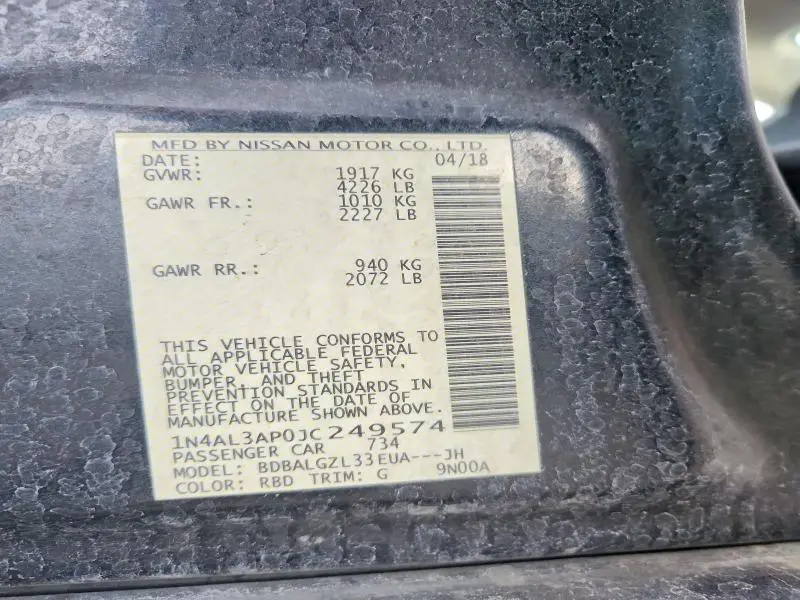 MFD BY NISSAN MOTOR CO., LTD.
DATE: 04/18
GVWR: 1917 KG
4226 LB
GAWR FR.: 1010 KG
2227 LB
GAWR RR.: 940 KG
2072 LB
THIS VEHICLE CONFORMS TO
ALL APPLICABLE FEDERAL
MOTOR VEHICLE SAFETY,
BUMPER, AND THEFT
PREVENTION STANDARDS IN
EFFECT ON THE DATE OF
MANUFACTURE SHOWN ABOVE.
1N4AL3AP0JC249574
PASSENGER CAR 734
MODEL: BDBALGZL33EUA---JH
COLOR: RBD TRIM: G 9N00A